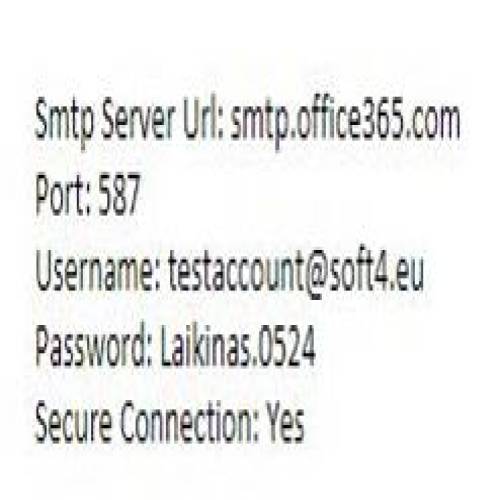 Smtp Server Url: smtp.office365.com
Port: 587
Username: testaccount@soft4.eu
Password: Laikinas.0524
Secure Connection: Yes